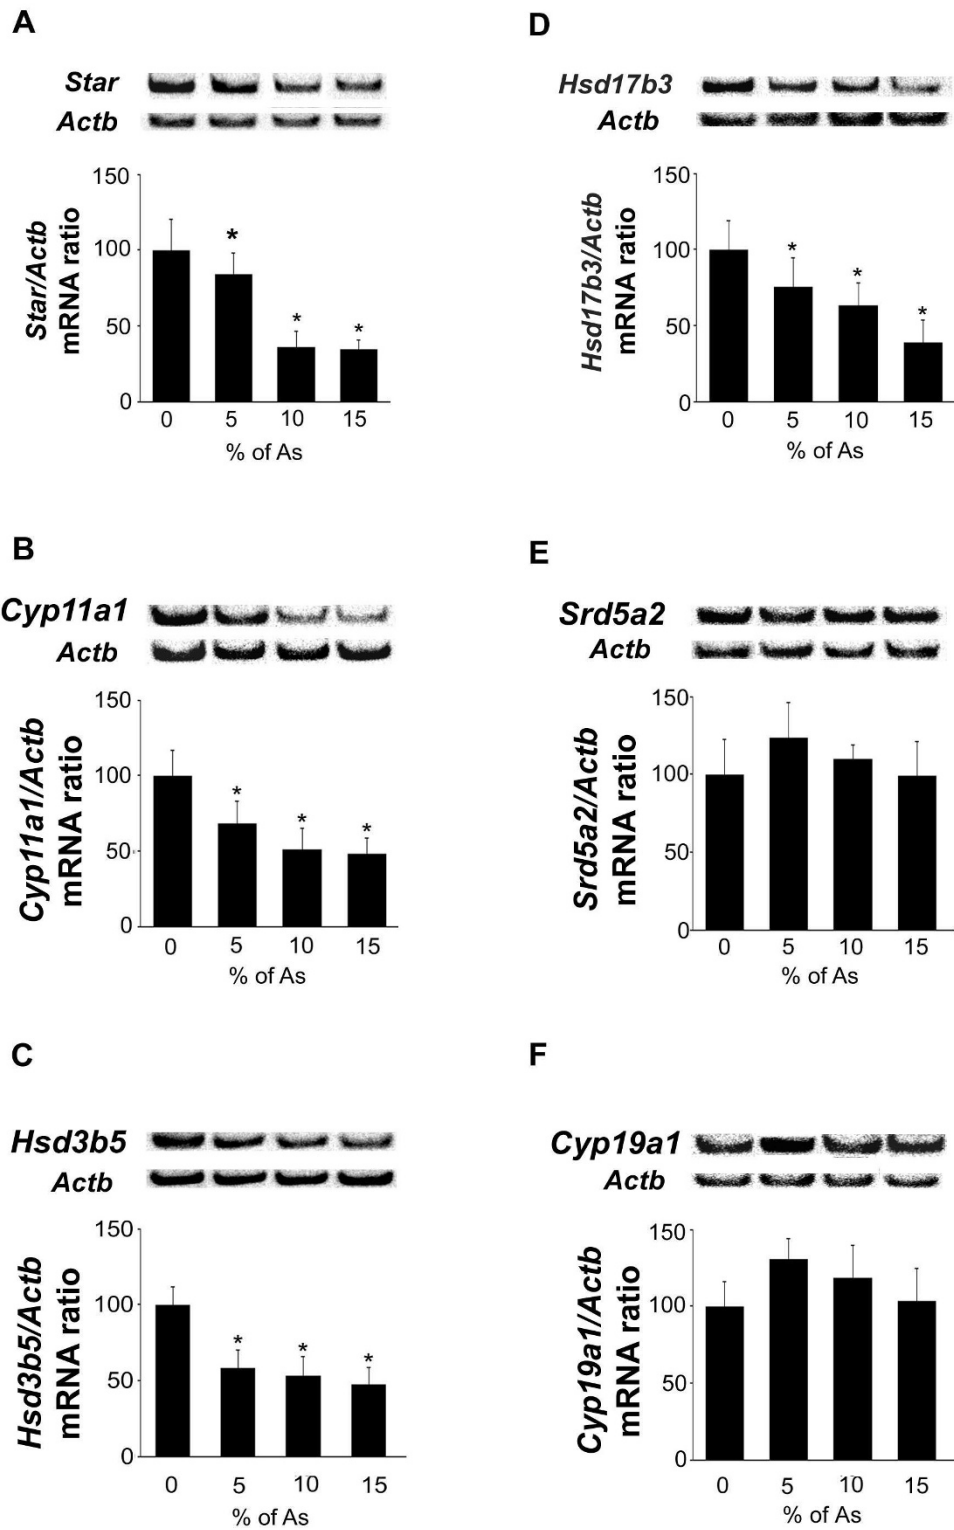 A
Star
Actb
150
100
50
0
Star/Actb
mRNA ratio
*
*
*
0 5 10 15
% of As
D
Hsd17b3
Actb
150
100
50
0
Hsd17b3/Actb
mRNA ratio
*
*
*
0 5 10 15
% of As
B
Cyp11a1
Actb
150
100
50
0
Cyp11a1/Actb
mRNA ratio
*
*
*
0 5 10 15
% of As
E
Srd5a2
Actb
150
100
50
0
Srd5a2/Actb
mRNA ratio
0 5 10 15
% of As
C
Hsd3b5
Actb
150
100
50
0
Hsd3b5/Actb
mRNA ratio
*
*
*
0 5 10 15
% of As
F
Cyp19a1
Actb
150
100
50
0
Cyp19a1/Actb
mRNA ratio
0 5 10 15
% of As